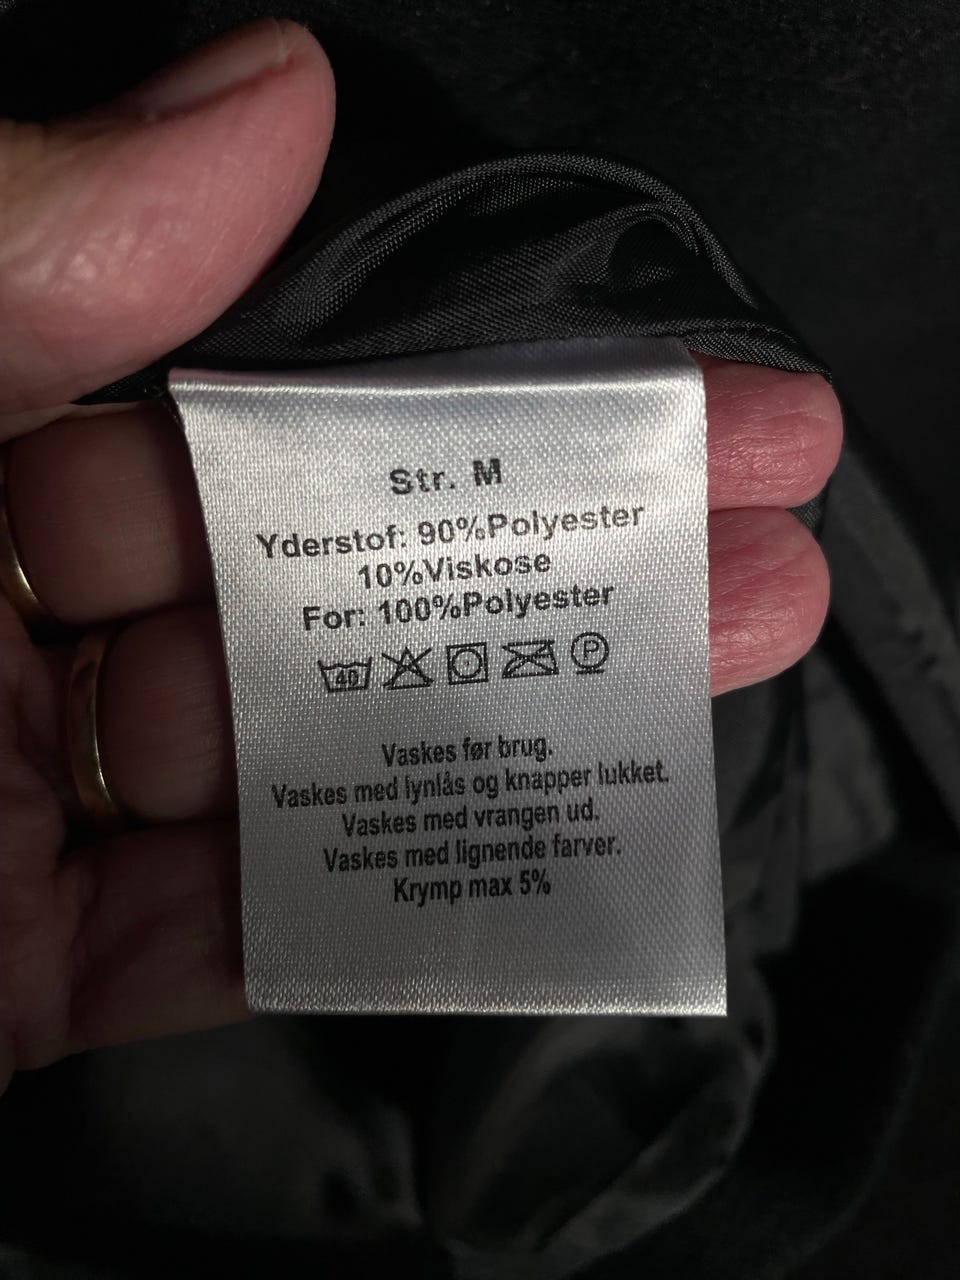 Str. M
Yderstof: 90%Polyester
10%Viskose
For: 100%Polyester
40 P
Vaskes før brug.
Vaskes med lynlås og knapper lukket.
Vaskes med vrangen ud.
Vaskes med lignende farver.
Krymp max 5%